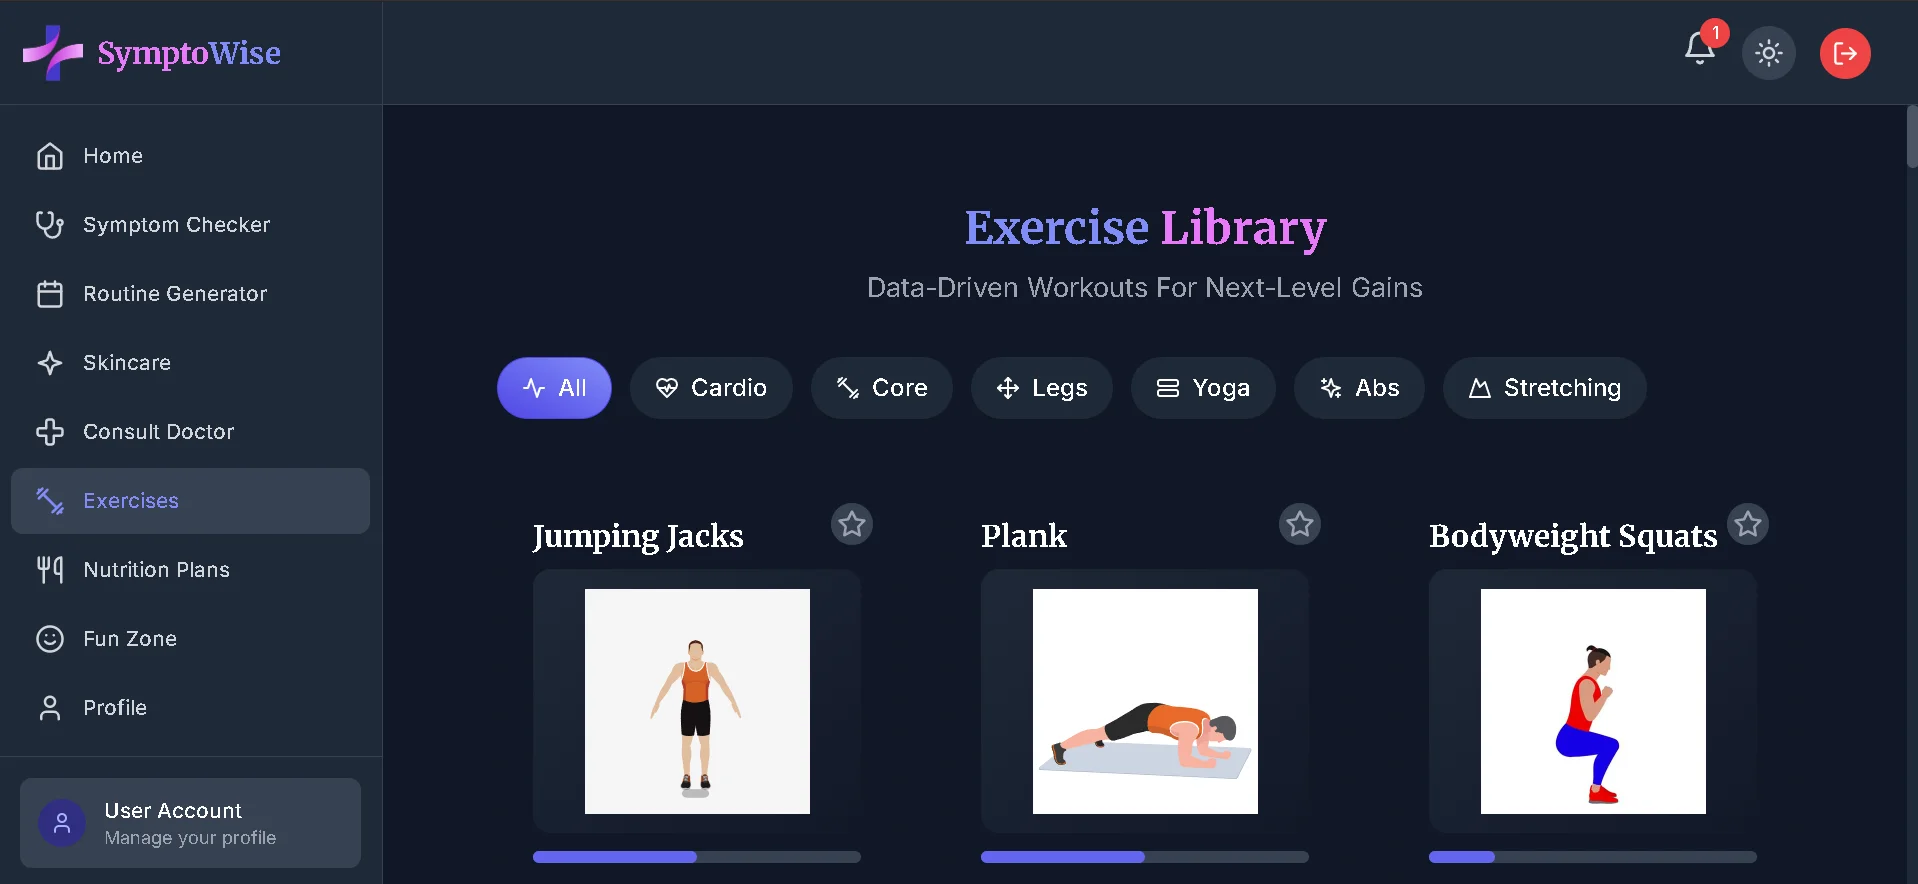 SymptoWise
1
Home
Symptom Checker
Routine Generator
Skincare
Consult Doctor
Exercises
Nutrition Plans
Fun Zone
Profile
User Account
Manage your profile
Exercise Library
Data-Driven Workouts For Next-Level Gains
All Cardio Core Legs Yoga Abs Stretching
Jumping Jacks
Plank
Bodyweight Squats